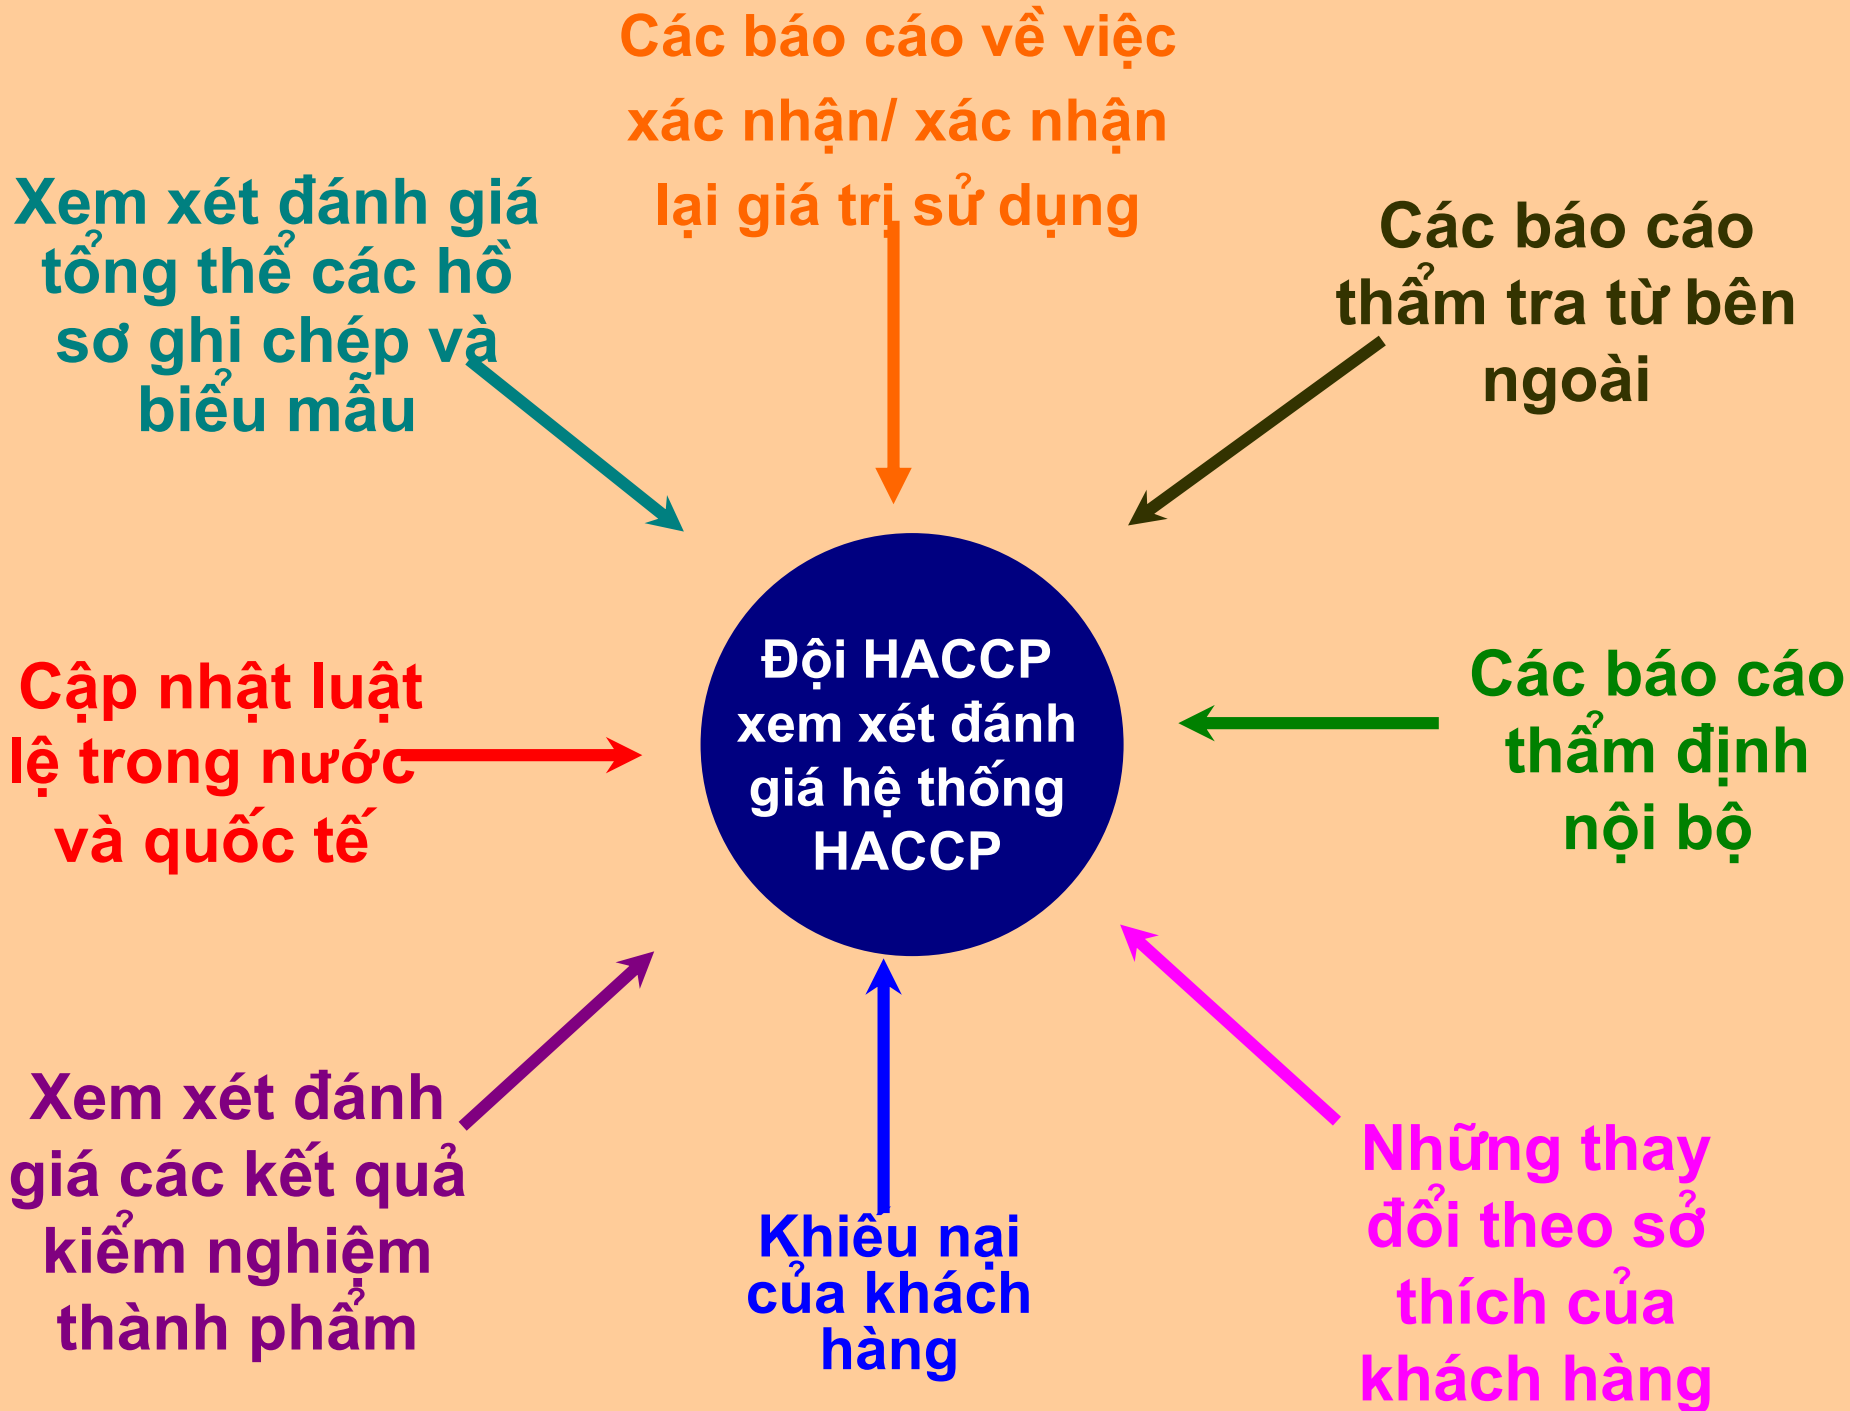 Các báo cáo về việc
xác nhận/ xác nhận
lại giá trị sử dụng
Xem xét đánh giá
tổng thể các hồ
sơ ghi chép và
biểu mẫu
Các báo cáo
thẩm tra từ bên
ngoài
Cập nhật luật
lệ trong nước
và quốc tế
Đội HACCP
xem xét đánh
giá hệ thống
HACCP
Các báo cáo
thẩm định
nội bộ
Xem xét đánh
giá các kết quả
kiểm nghiệm
thành phẩm
Khiếu nại
của khách
hàng
Những thay
đổi theo sở
thích của
khách hàng